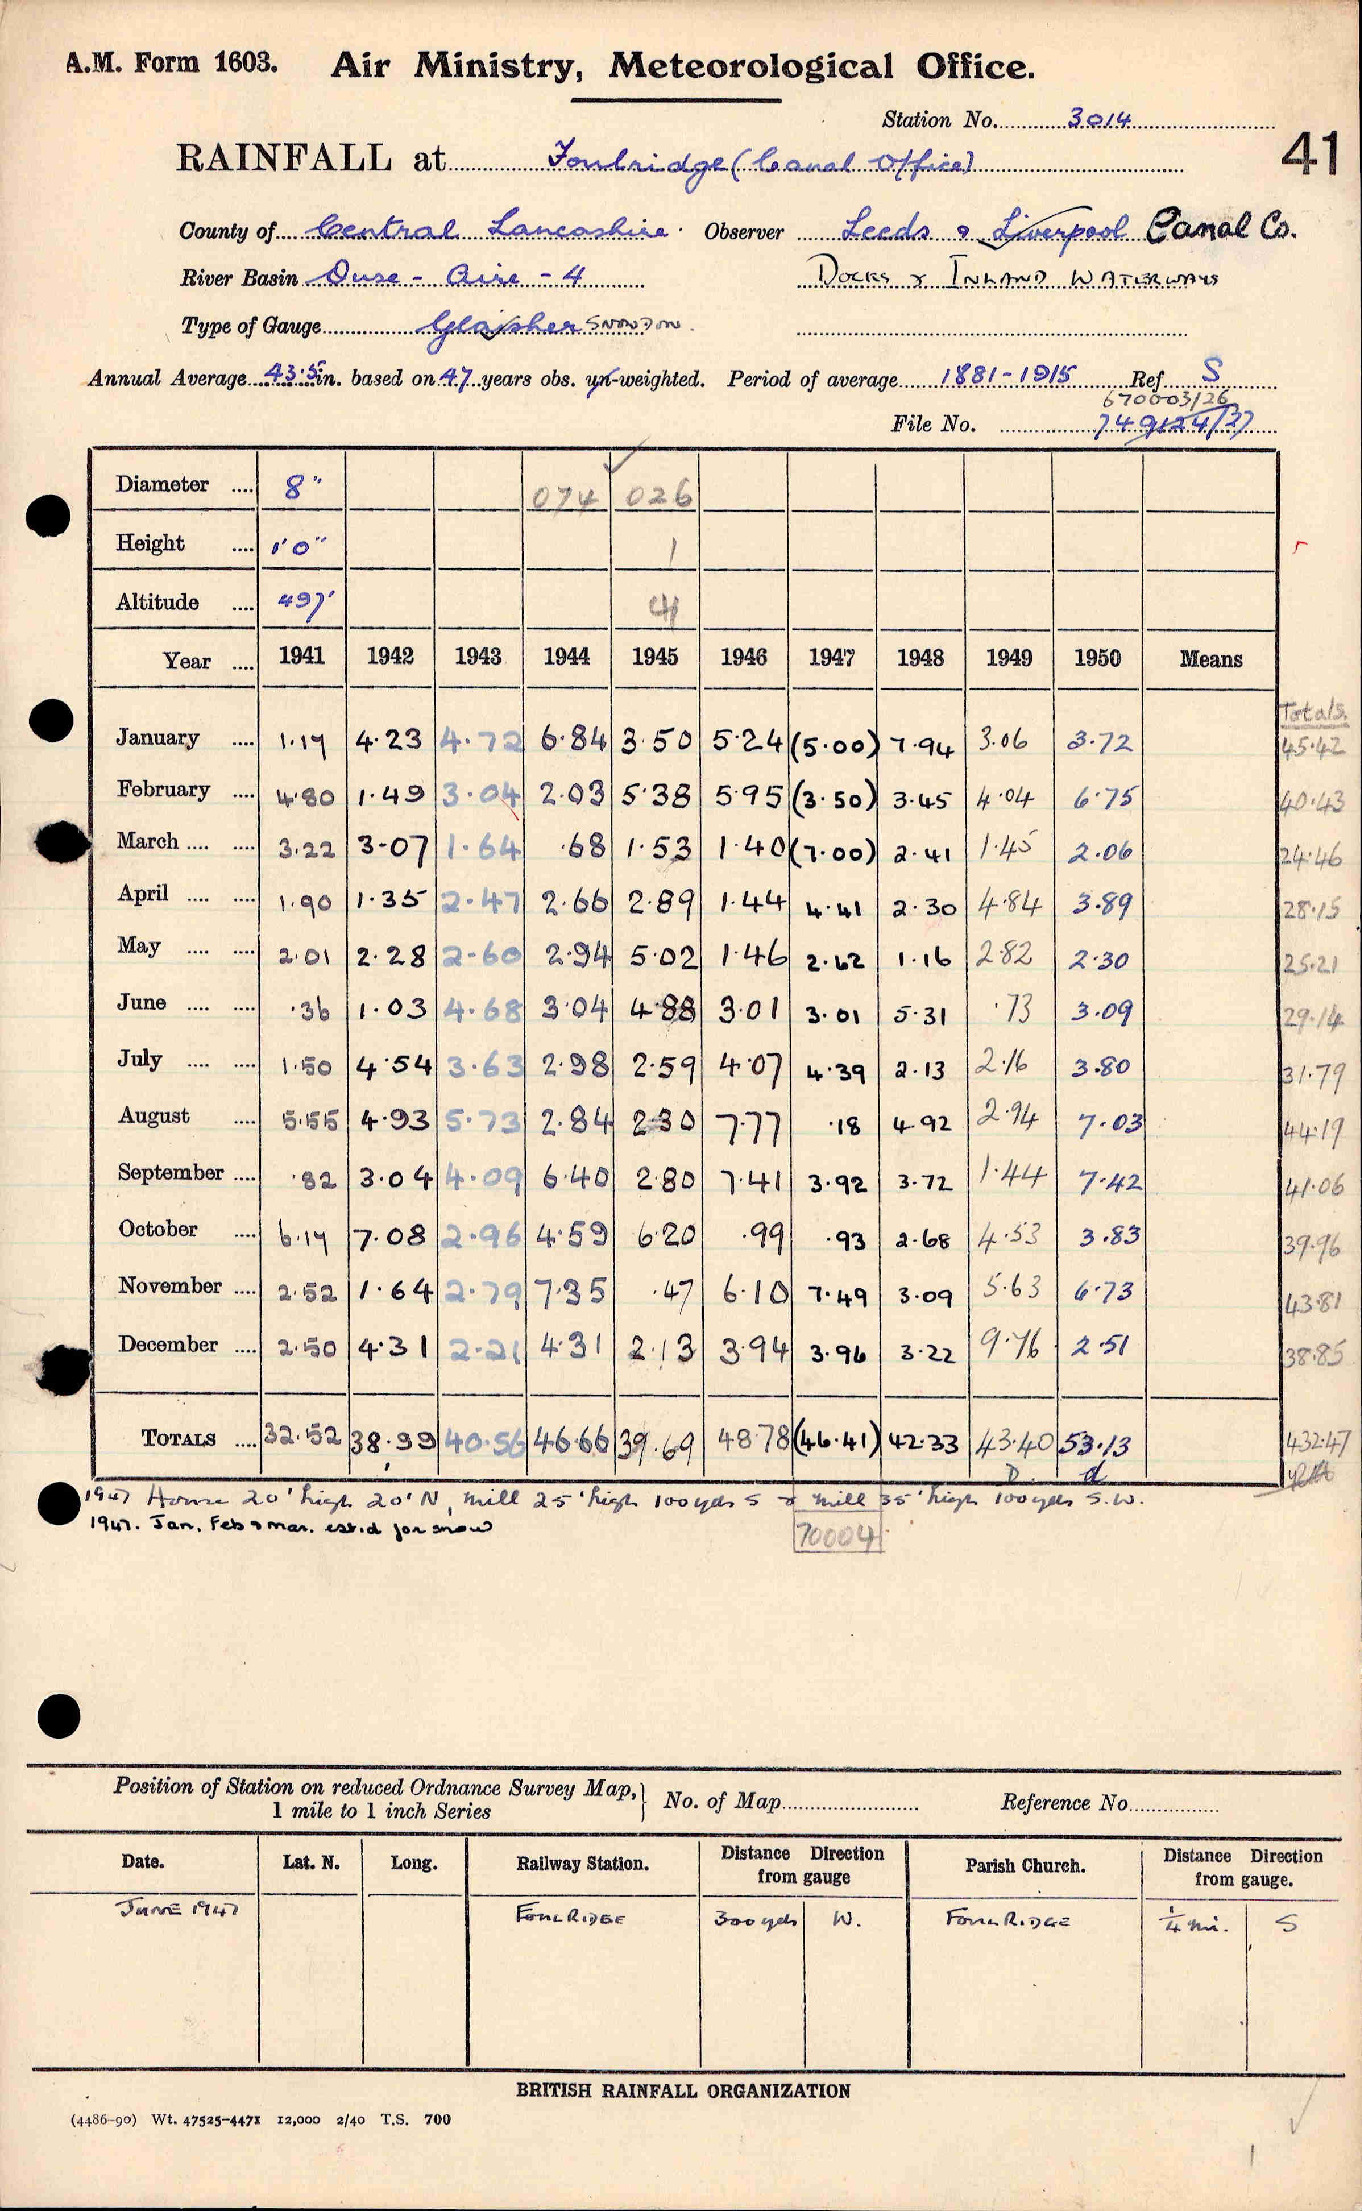 A.M. Form 1603. Air Ministry, Meteorological Office.
Station No. 3014
41
RAINFALL at Foulridge (Canal Office)
County of Central Lancashire. Observer Leeds & Liverpool Canal Co.
River Basin Ouse - Aire - 4 DOCKS & INLAND WATERWAYS
Type of Gauge Glaisher SNOWDON.
Annual Average 43.5 in. based on 47 years obs. un-weighted. Period of average 1881-1915 Ref. S
670003/26
File No. 749124/37
Diameter .... 8" 074 026
Height .... 1'0" 1
Altitude .... 497'
Year .... 1941 1942 1943 1944 1945 1946 1947 1948 1949 1950 Means
Totals.
January .... 1.19 4.23 4.72 6.84 3.50 5.24 (5.00) 7.94 3.06 3.72 45.42
February .... 4.80 1.49 3.04 2.03 5.38 5.95 (3.50) 3.45 4.04 6.75 40.43
March .... .... 3.22 3.07 1.64 .68 1.53 1.40 (7.00) 2.41 1.45 2.06 24.46
April .... .... 1.90 1.35 2.47 2.66 2.89 1.44 4.41 2.30 4.84 3.89 28.15
May .... .... 2.01 2.28 2.60 2.94 5.02 1.46 2.62 1.16 2.82 2.30 25.21
June .... .... .36 1.03 4.68 3.04 4.88 3.01 3.01 5.31 .73 3.09 29.14
July .... .... 1.50 4.54 3.63 2.98 2.59 4.07 4.39 2.13 2.16 3.80 31.79
August .... 5.55 4.93 5.73 2.84 2.30 7.77 .18 4.92 2.94 7.03 44.19
September .... .82 3.04 4.09 6.40 2.80 7.41 3.92 3.72 1.44 7.42 41.06
October .... 6.19 7.08 2.96 4.59 6.20 .99 .93 2.68 4.53 3.83 39.96
November .... 2.52 1.64 2.79 7.35 .47 6.10 7.49 3.09 5.63 6.73 43.81
December .... 2.50 4.31 2.21 4.31 2.13 3.94 3.96 3.22 9.76 2.51 38.85
TOTALS .... 32.52 38.99 40.56 46.66 39.69 48.78 (46.41) 42.33 43.40 53.13 432.47
D d
1947 House 20' high 20' N, mill 25' high 100yds S & mill 35' high 100yds S.W.
1947. Jan, Feb & Mar. est.d for snow
70004
Position of Station on reduced Ordnance Survey Map, 1 mile to 1 inch Series } No. of Map Reference No.
Date. Lat. N. Long. Railway Station. Distance Direction from gauge Parish Church. Distance Direction from gauge.
JUNE 1947 FOULRIDGE 300 yds W. FOULRIDGE ¼ mi. S
BRITISH RAINFALL ORGANIZATION
(4486-90) Wt. 47525-4471 12,000 2/40 T.S. 700